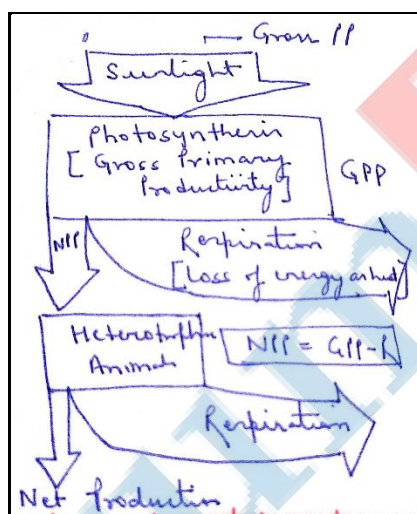 Gross PP
Sunlight
Photosynthesis
[Gross Primary
Productivity]
GPP
NPP
Respiration
[Loss of energy as heat]
Heterotrophic
Animals
NPP = GPP-R
Respiration
Net Production